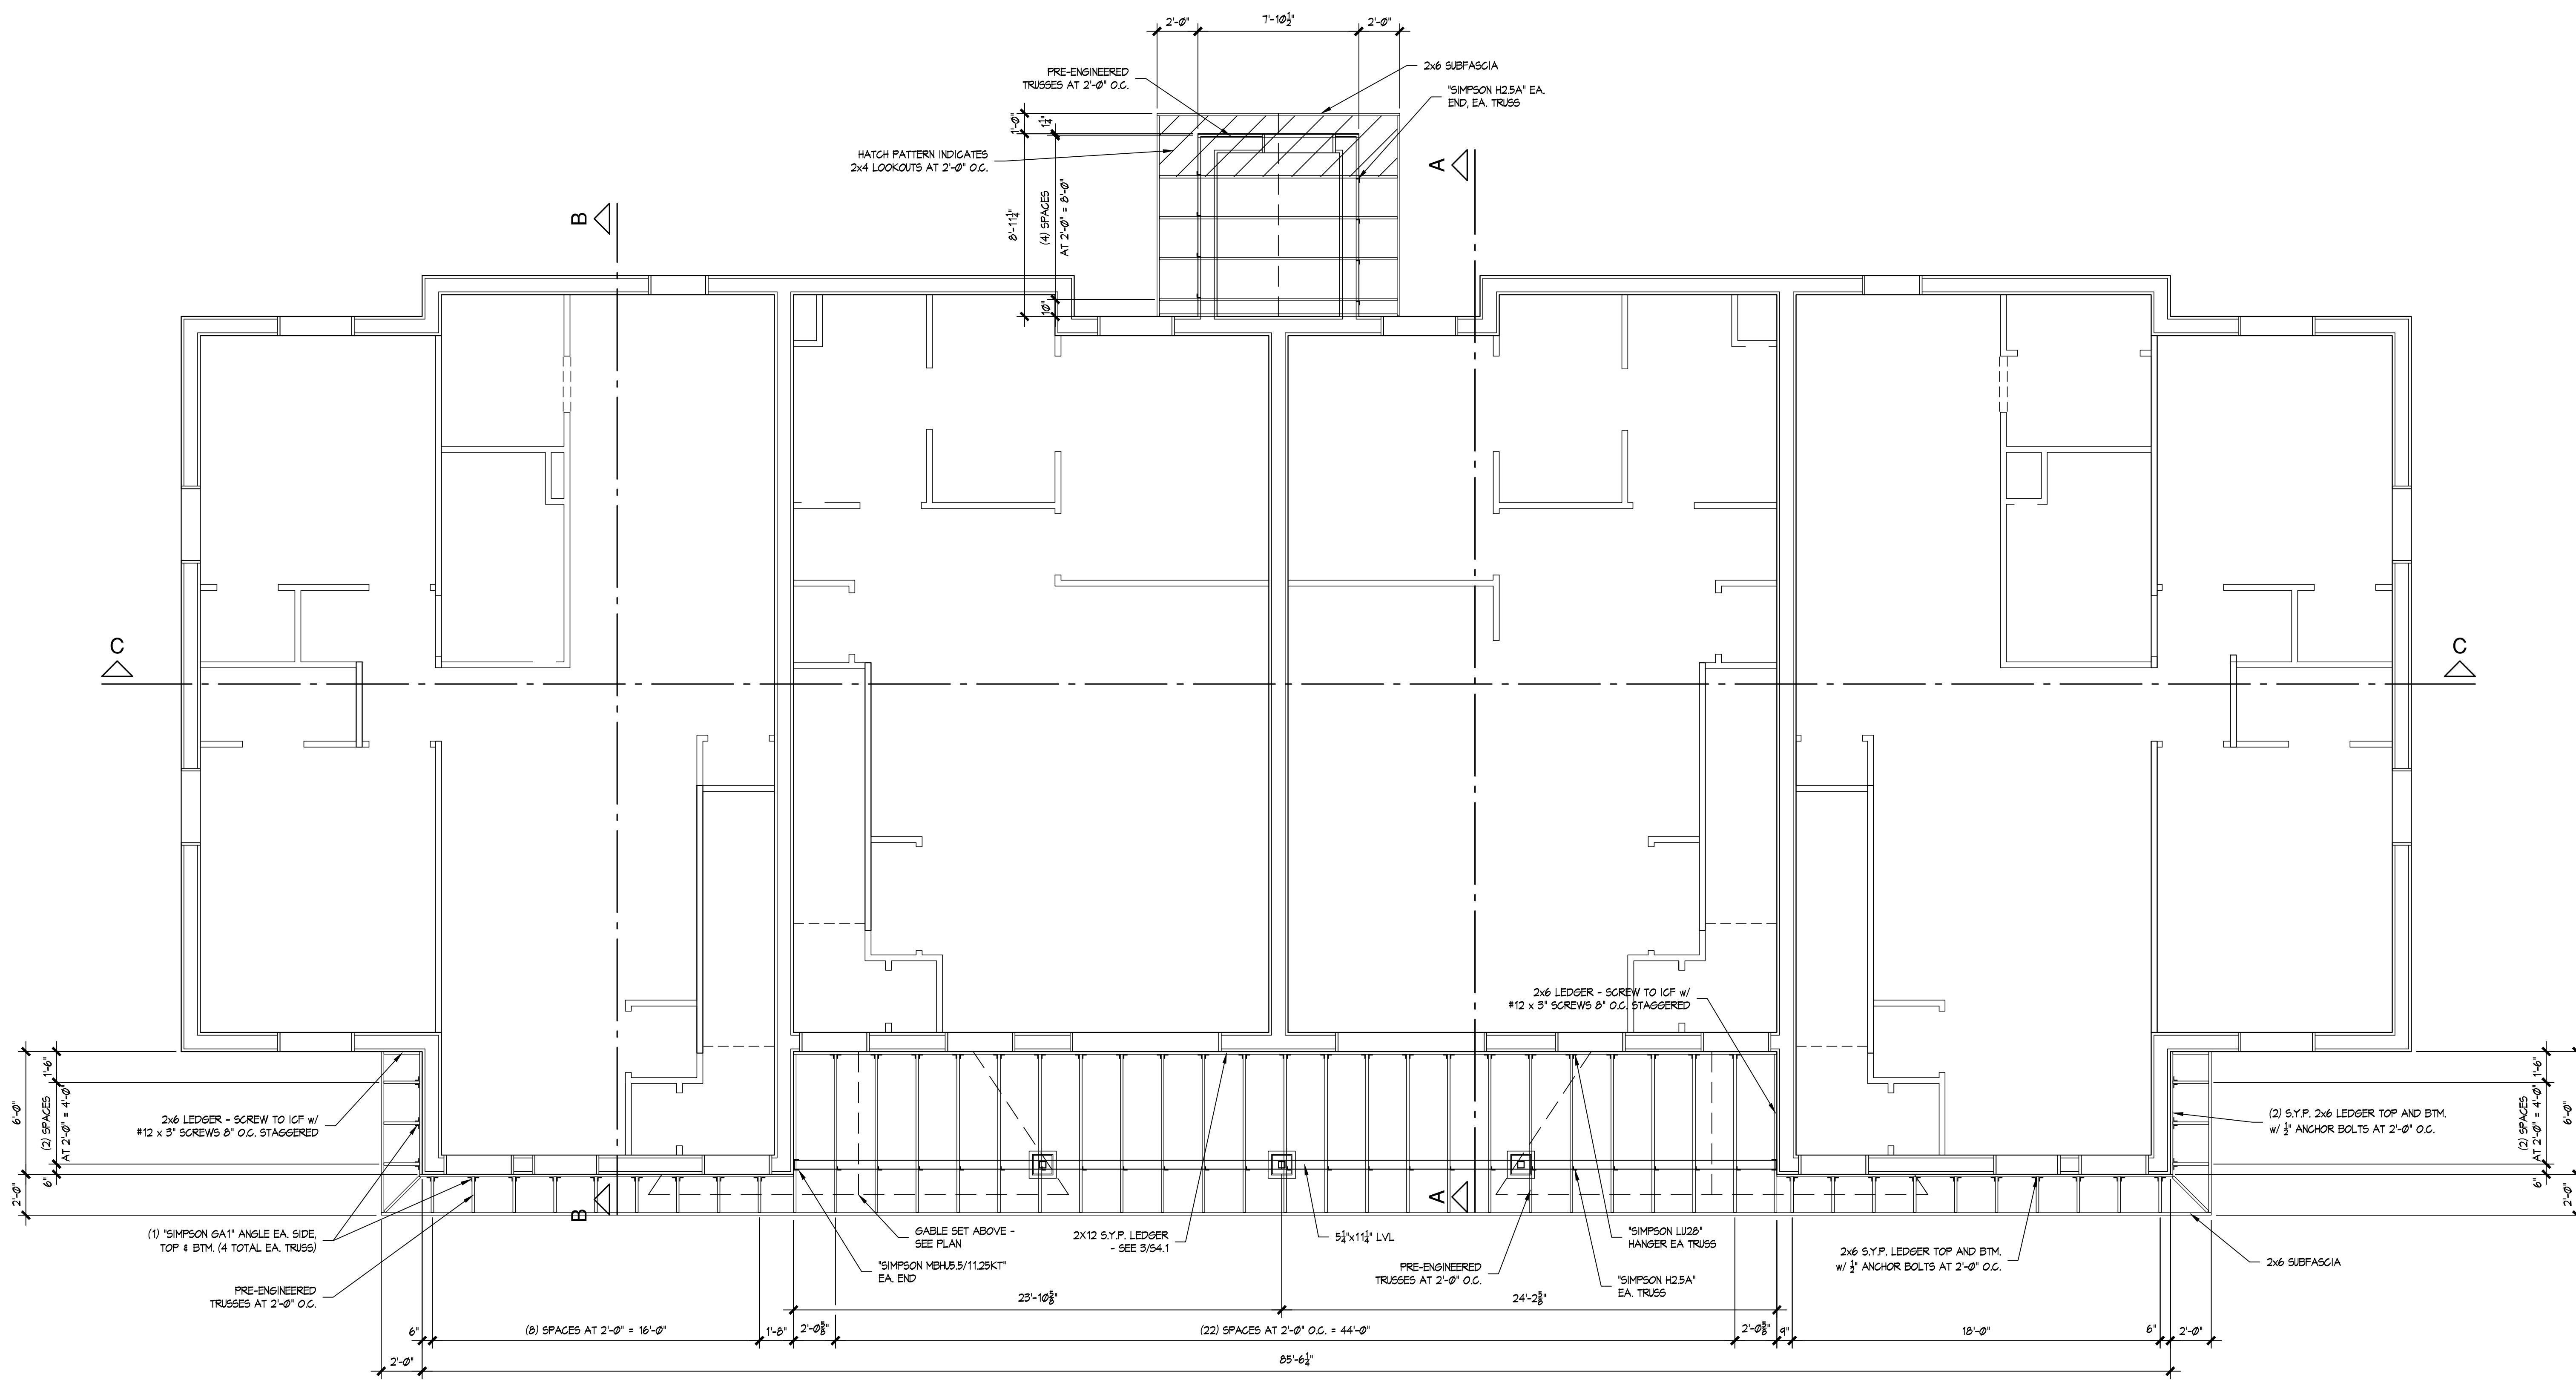 2'-0"
7'-10½"
2'-0"
PRE-ENGINEERED
TRUSSES AT 2'-0" O.C.
2x6 SUBFASCIA
"SIMPSON H2.5A" EA.
END, EA. TRUSS
1'-0"
1¼"
HATCH PATTERN INDICATES
2x4 LOOKOUTS AT 2'-0" O.C.
8'-11¼"
(4) SPACES
AT 2'-0" = 8'-0"
10"
A
B
C
C
2x6 LEDGER - SCREW TO ICF w/
#12 x 3" SCREWS 8" O.C. STAGGERED
6'-0"
1'-6"
(2) SPACES
AT 2'-0" = 4'-0"
6"
2'-0"
2x6 LEDGER - SCREW TO ICF w/
#12 x 3" SCREWS 8" O.C. STAGGERED
(1) "SIMPSON GA1" ANGLE EA. SIDE,
TOP & BTM. (4 TOTAL EA. TRUSS)
PRE-ENGINEERED
TRUSSES AT 2'-0" O.C.
B
GABLE SET ABOVE -
SEE PLAN
"SIMPSON MBHU5.5/11.25KT"
EA. END
2X12 S.Y.P. LEDGER
- SEE 3/S4.1
5¼"x11¼" LVL
A
PRE-ENGINEERED
TRUSSES AT 2'-0" O.C.
"SIMPSON LU28"
HANGER EA TRUSS
"SIMPSON H2.5A"
EA. TRUSS
2x6 S.Y.P. LEDGER TOP AND BTM.
w/ ½" ANCHOR BOLTS AT 2'-0" O.C.
(2) S.Y.P. 2x6 LEDGER TOP AND BTM.
w/ ½" ANCHOR BOLTS AT 2'-0" O.C.
2x6 SUBFASCIA
1'-6"
(2) SPACES
AT 2'-0" = 4'-0"
6'-0"
6"
2'-0"
23'-10⅝"
24'-2⅝"
6"
(8) SPACES AT 2'-0" = 16'-0"
1'-8"
2'-0⅝"
(22) SPACES AT 2'-0" O.C. = 44'-0"
2'-0⅝"
9"
18'-0"
6"
2'-0"
2'-0"
85'-6¼"